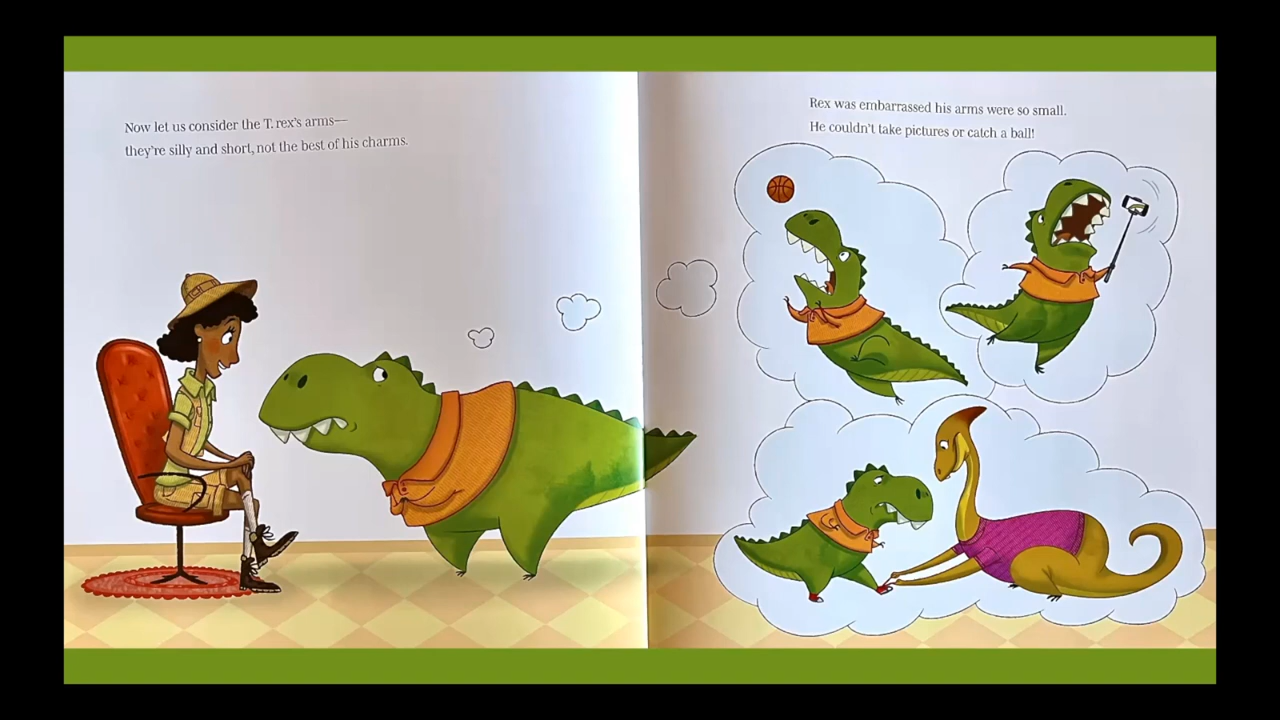 Now let us consider the T. rex's arms—
they're silly and short, not the best of his charms.
Rex was embarrassed his arms were so small.
He couldn't take pictures or catch a ball!